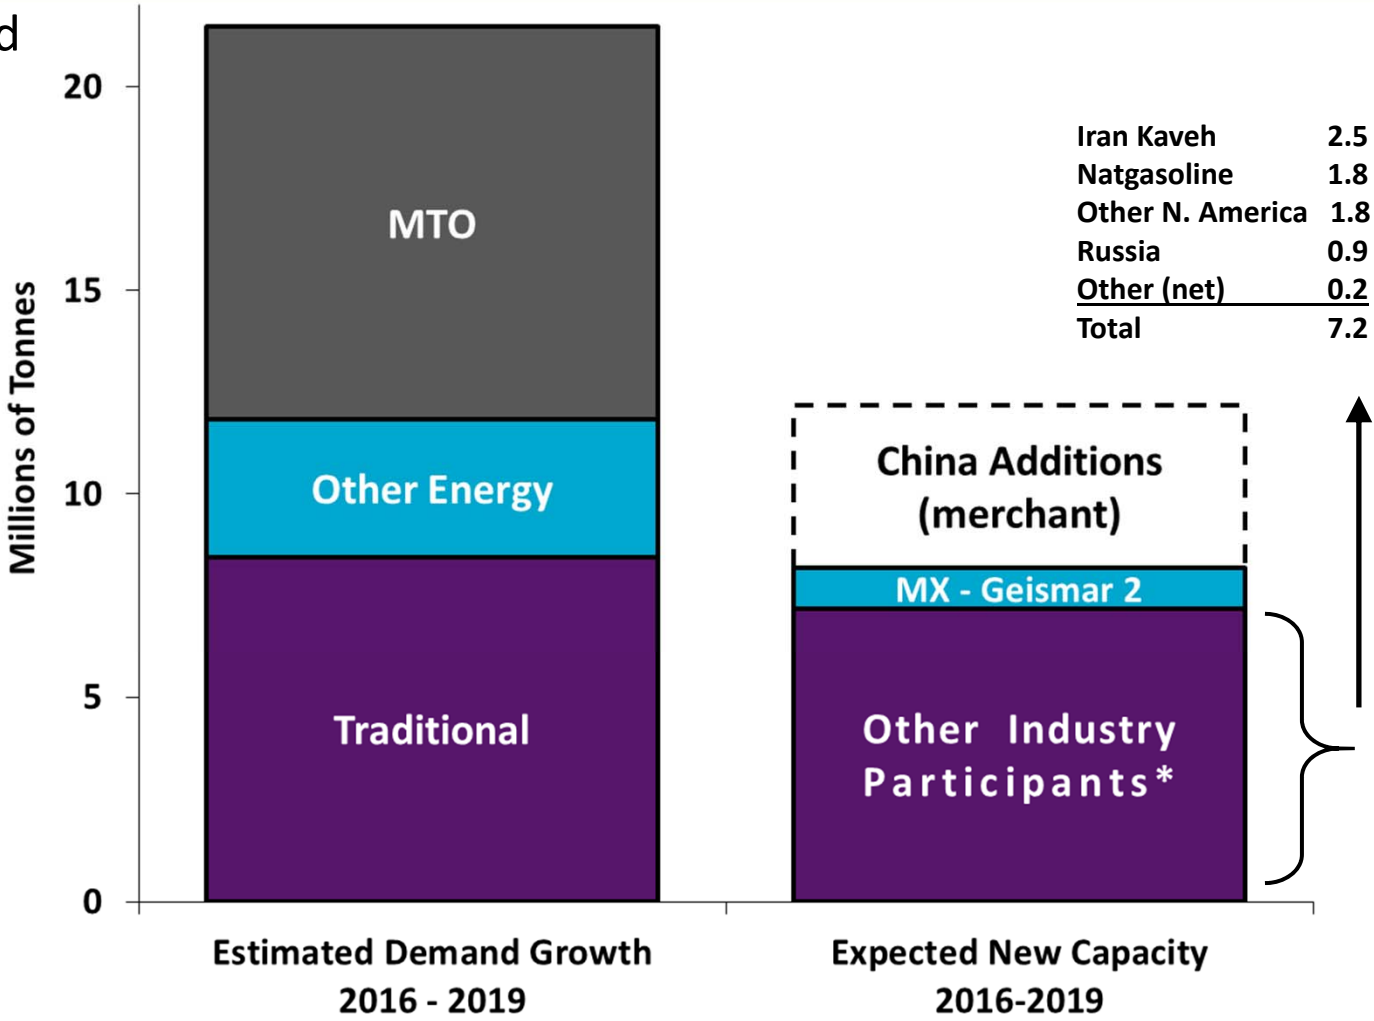 d
20
15
10
5
0
Millions of Tonnes
MTO
Other Energy
Traditional
Iran Kaveh 2.5
Natgasoline 1.8
Other N. America 1.8
Russia 0.9
Other (net) 0.2
Total 7.2
China Additions
(merchant)
MX - Geismar 2
Other Industry
Participants*
Estimated Demand Growth
2016 - 2019
Expected New Capacity
2016-2019